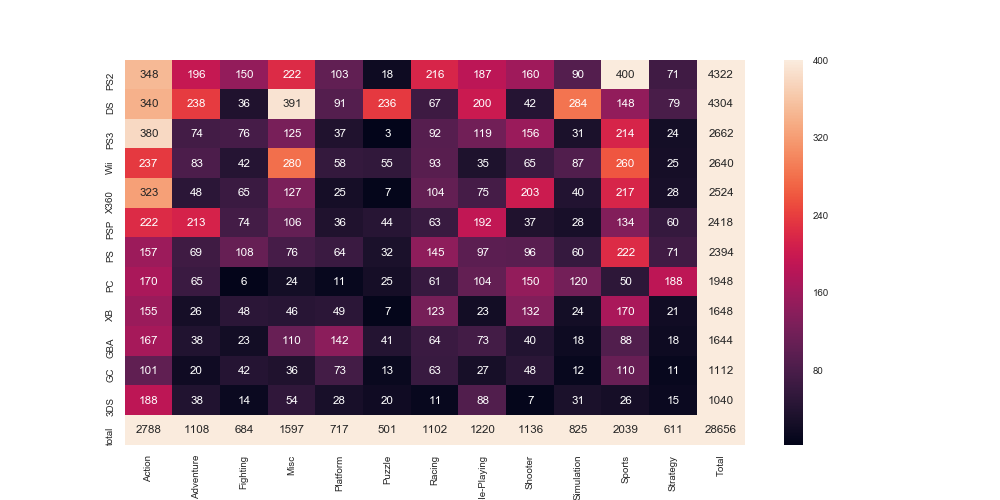 PS2 348 196 150 222 103 18 216 187 160 90 400 71 4322
DS 340 238 36 391 91 236 67 200 42 284 148 79 4304
PS3 380 74 76 125 37 3 92 119 156 31 214 24 2662
Wii 237 83 42 280 58 55 93 35 65 87 260 25 2640
X360 323 48 65 127 25 7 104 75 203 40 217 28 2524
PSP 222 213 74 106 36 44 63 192 37 28 134 60 2418
PS 157 69 108 76 64 32 145 97 96 60 222 71 2394
PC 170 65 6 24 11 25 61 104 150 120 50 188 1948
XB 155 26 48 46 49 7 123 23 132 24 170 21 1648
GBA 167 38 23 110 142 41 64 73 40 18 88 18 1644
GC 101 20 42 36 73 13 63 27 48 12 110 11 1112
3DS 188 38 14 54 28 20 11 88 7 31 26 15 1040
total 2788 1108 684 1597 717 501 1102 1220 1136 825 2039 611 28656
Action Adventure Fighting Misc Platform Puzzle Racing le-Playing Shooter Simulation Sports Strategy Total
400
320
240
160
80